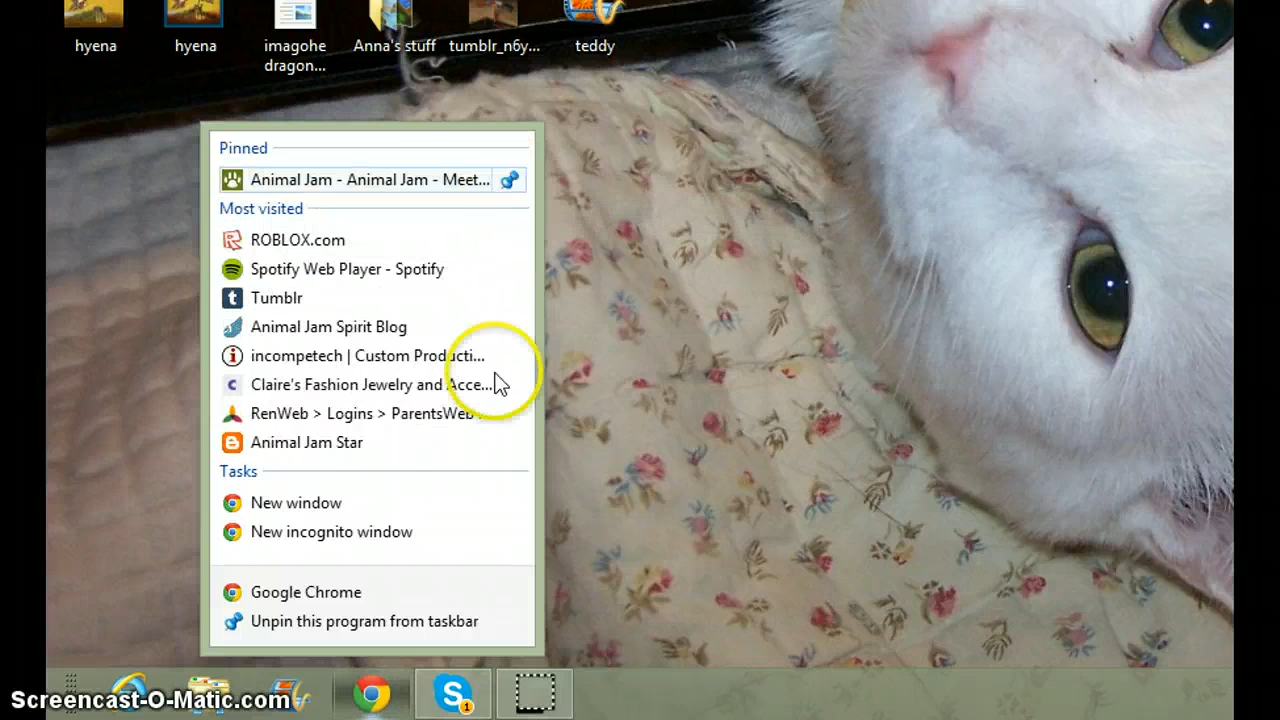 hyena
hyena
imagohe dragon...
Anna's stuff
tumblr_n6y...
teddy
Pinned
Animal Jam - Animal Jam - Meet...
Most visited
ROBLOX.com
Spotify Web Player - Spotify
Tumblr
Animal Jam Spirit Blog
incompetech | Custom Producti...
Claire's Fashion Jewelry and Acce...
RenWeb > Logins > ParentsWeb
Animal Jam Star
Tasks
New window
New incognito window
Google Chrome
Unpin this program from taskbar
S 1
Screencast-O-Matic.com